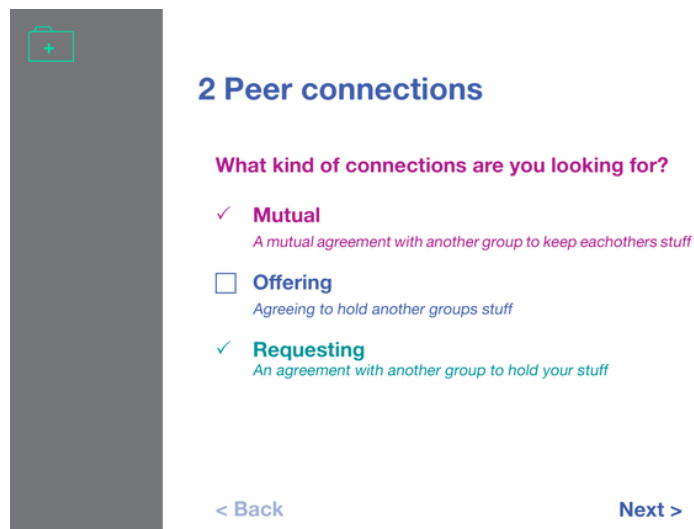 2 Peer connections
What kind of connections are you looking for?
Mutual
A mutual agreement with another group to keep eachothers stuff
Offering
Agreeing to hold another groups stuff
Requesting
An agreement with another group to hold your stuff
< Back
Next >